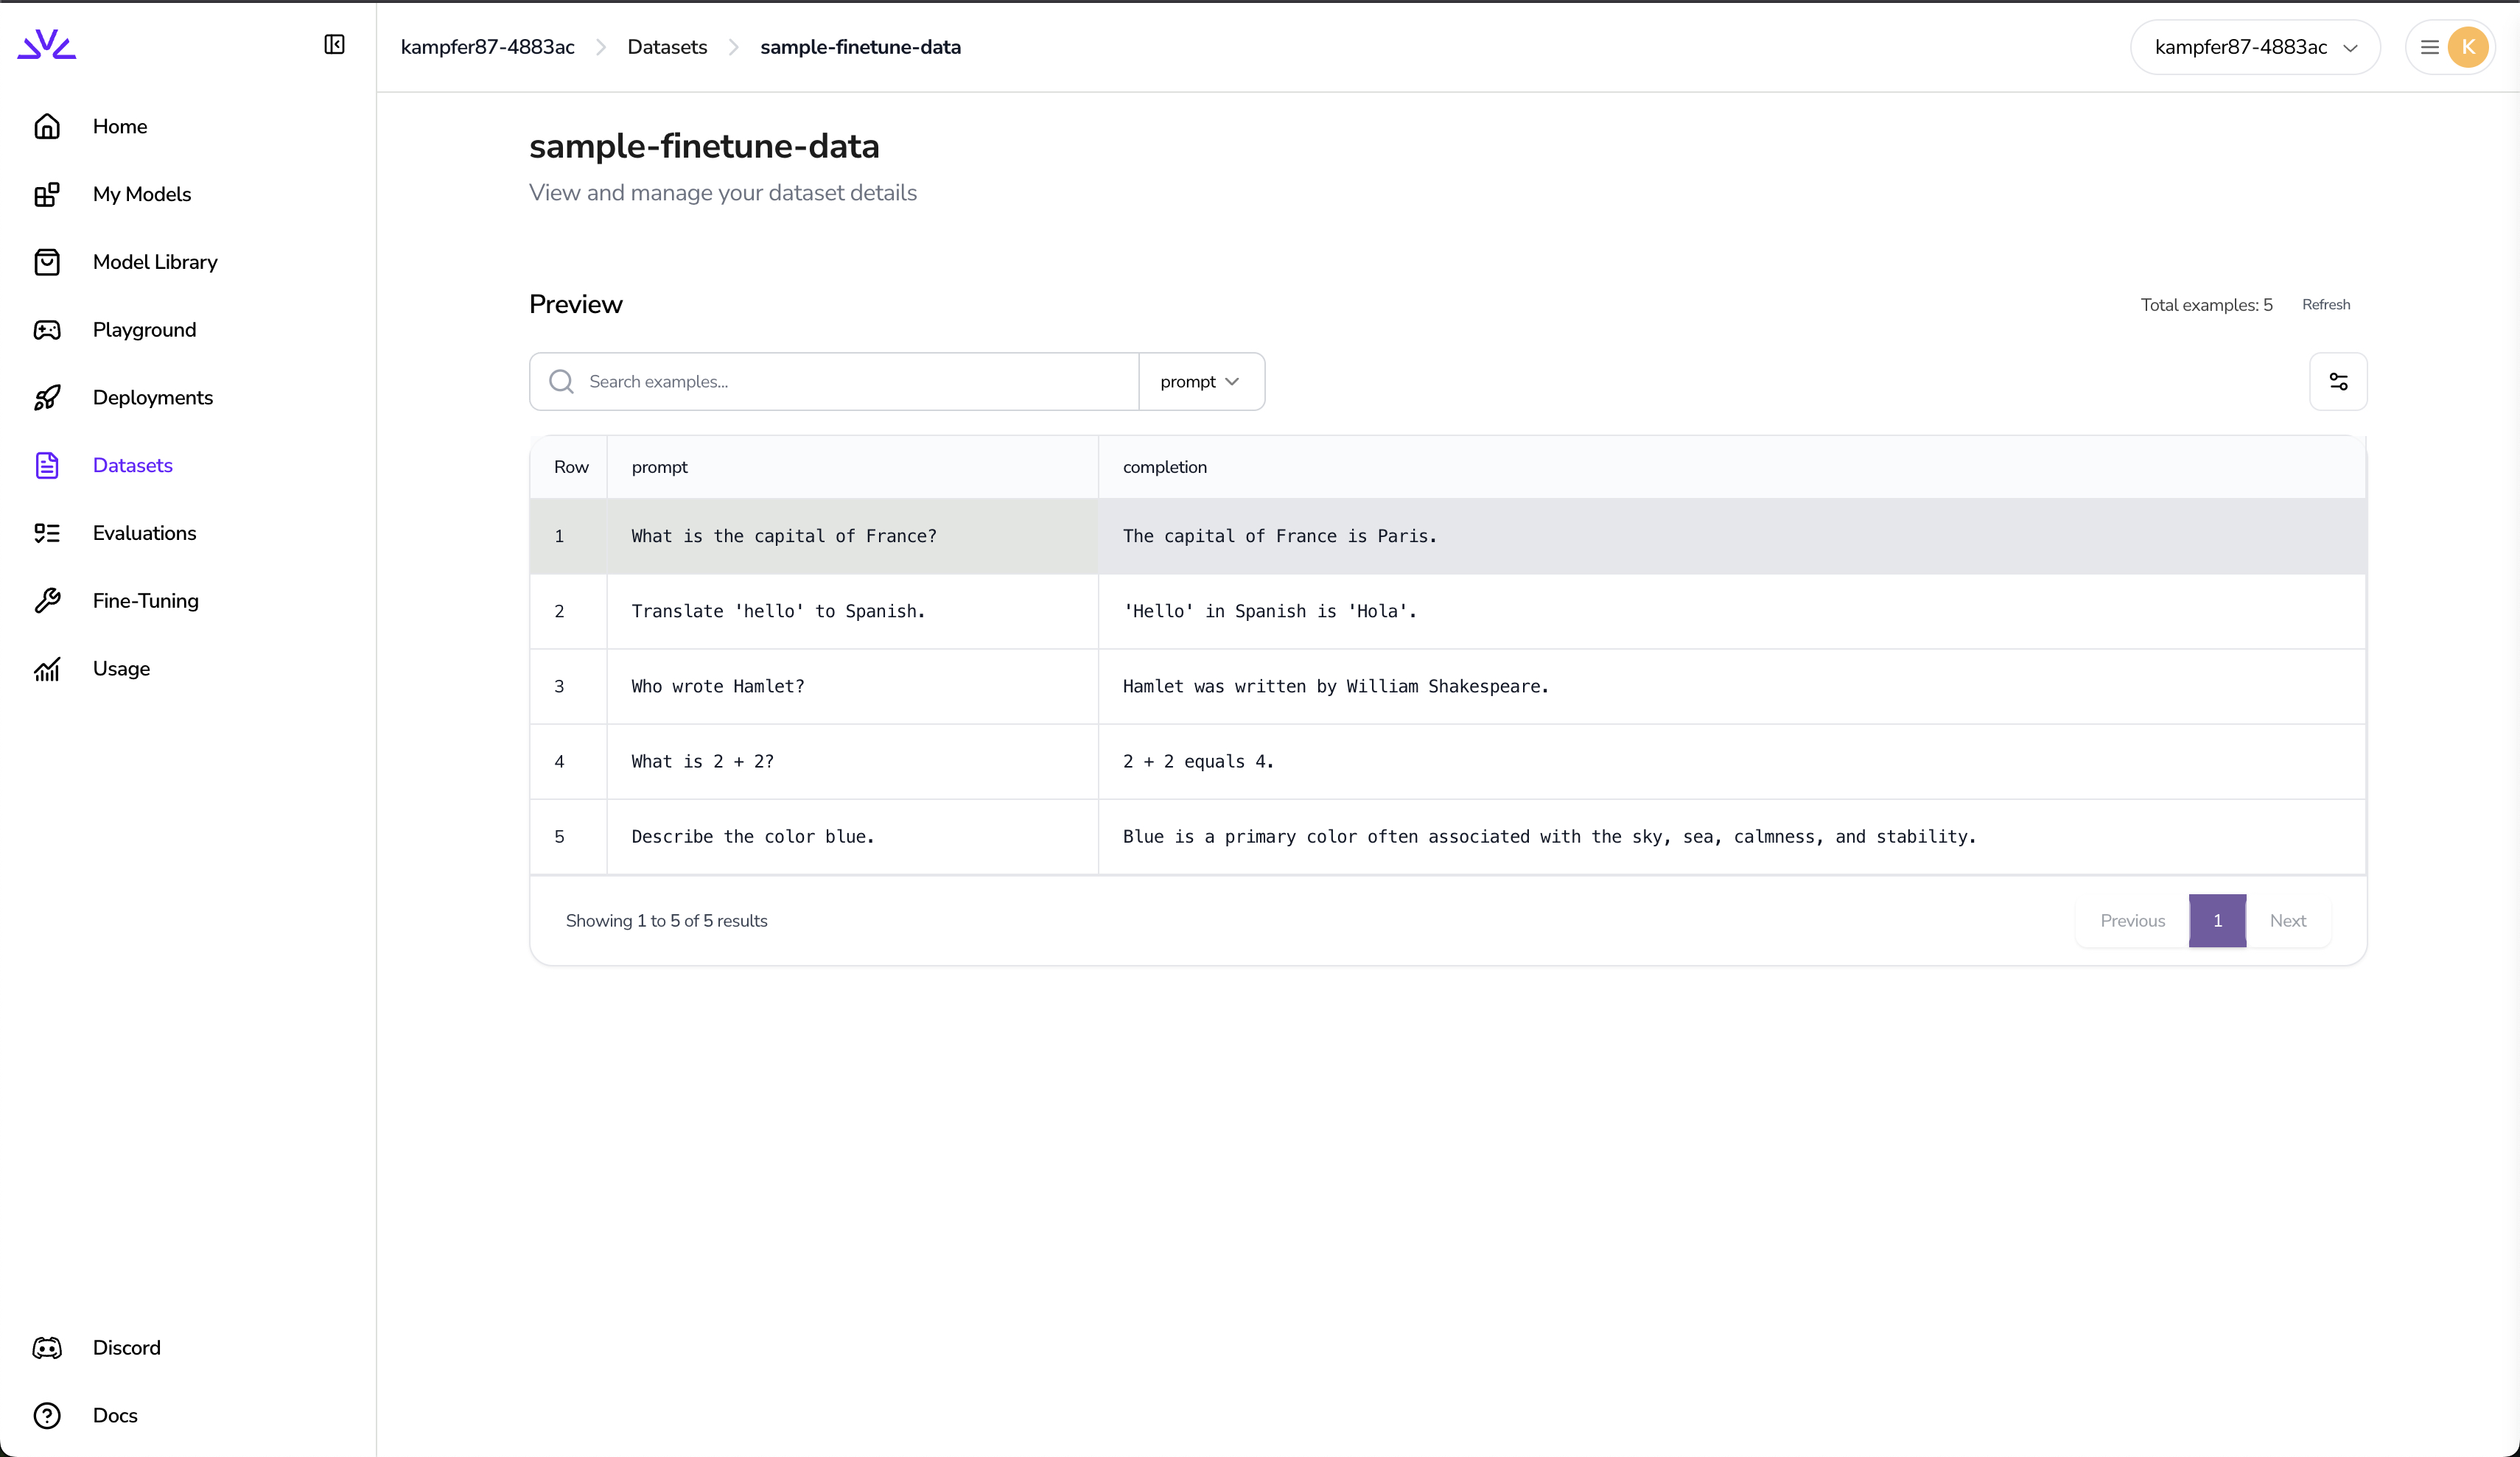 kampfer87-4883ac
Datasets
sample-finetune-data
kampfer87-4883ac
K
Home
My Models
Model Library
Playground
Deployments
Datasets
Evaluations
Fine-Tuning
Usage
Discord
Docs
sample-finetune-data
View and manage your dataset details
Preview
Total examples: 5
Refresh
Search examples...
prompt
Row prompt completion
1 What is the capital of France? The capital of France is Paris.
2 Translate 'hello' to Spanish. 'Hello' in Spanish is 'Hola'.
3 Who wrote Hamlet? Hamlet was written by William Shakespeare.
4 What is 2 + 2? 2 + 2 equals 4.
5 Describe the color blue. Blue is a primary color often associated with the sky, sea, calmness, and stability.
Showing 1 to 5 of 5 results
Previous 1 Next